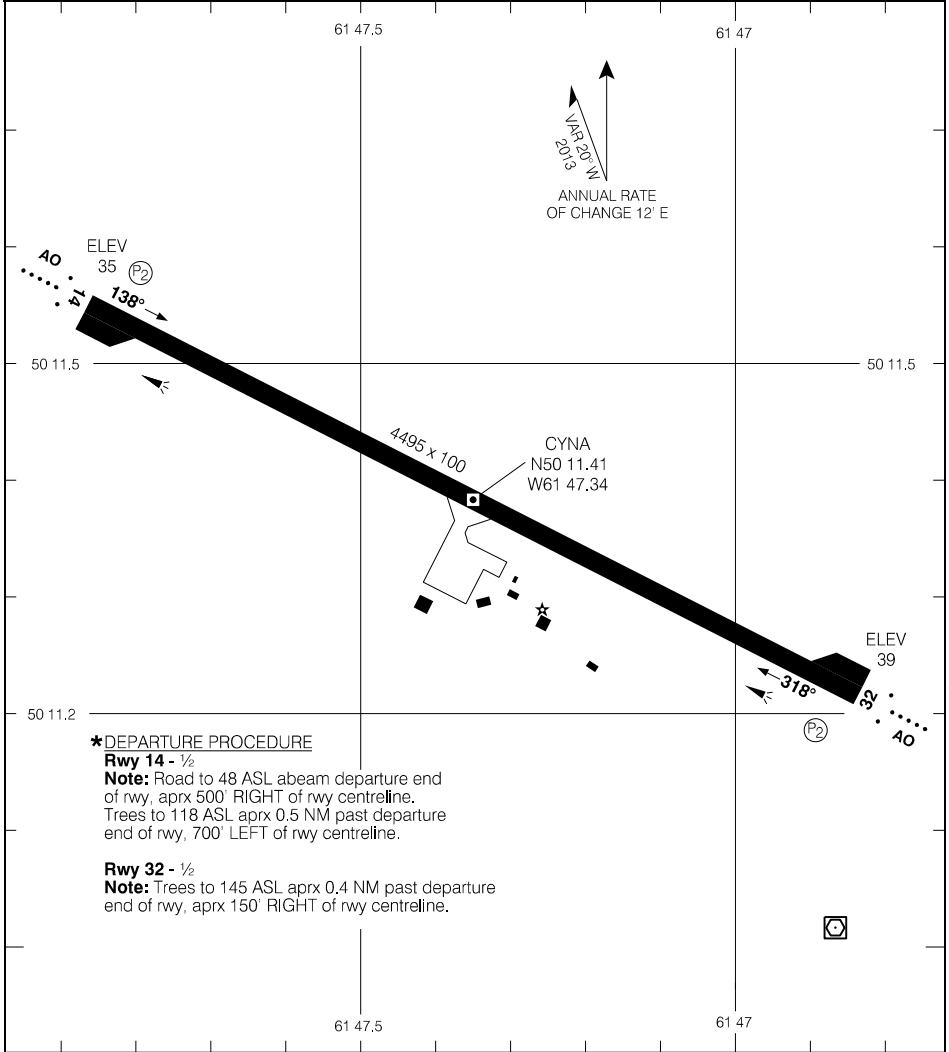 61 47.5
61 47
VAR 20° W
2013
ANNUAL RATE
OF CHANGE 12' E
AO
ELEV
35
P2
14
138°
50 11.5
50 11.5
4495 x 100
CYNA
N50 11.41
W61 47.34
ELEV
39
318°
32
50 11.2
P2
AO
*DEPARTURE PROCEDURE
Rwy 14 - ½
Note: Road to 48 ASL abeam departure end
of rwy, aprx 500' RIGHT of rwy centreline.
Trees to 118 ASL aprx 0.5 NM past departure
end of rwy, 700' LEFT of rwy centreline.
Rwy 32 - ½
Note: Trees to 145 ASL aprx 0.4 NM past departure
end of rwy, aprx 150' RIGHT of rwy centreline.
61 47.5
61 47